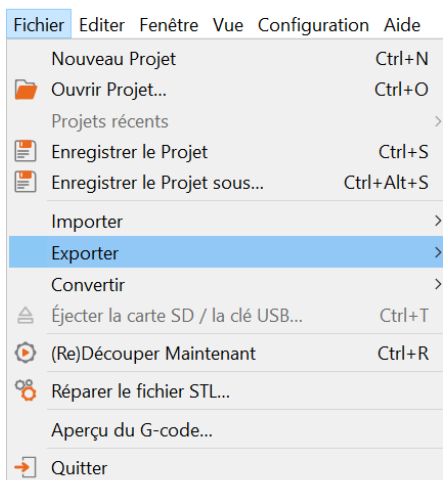 Fichier Editer Fenêtre Vue Configuration Aide
Nouveau Projet Ctrl+N
Ouvrir Projet... Ctrl+O
Projets récents
Enregistrer le Projet Ctrl+S
Enregistrer le Projet sous... Ctrl+Alt+S
Importer
Exporter
Convertir
Éjecter la carte SD / la clé USB... Ctrl+T
(Re)Découper Maintenant Ctrl+R
Réparer le fichier STL...
Aperçu du G-code...
Quitter